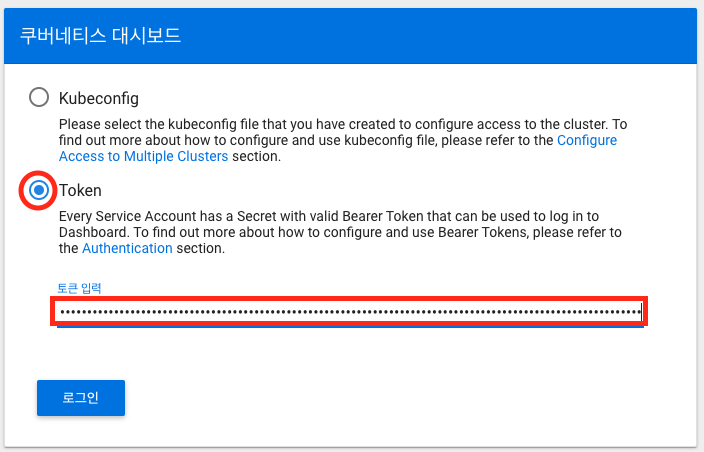 쿠버네티스 대시보드
Kubeconfig
Please select the kubeconfig file that you have created to configure access to the cluster. To
find out more about how to configure and use kubeconfig file, please refer to the Configure
Access to Multiple Clusters section.
Token
Every Service Account has a Secret with valid Bearer Token that can be used to log in to
Dashboard. To find out more about how to configure and use Bearer Tokens, please refer to
the Authentication section.
토큰 입력
로그인